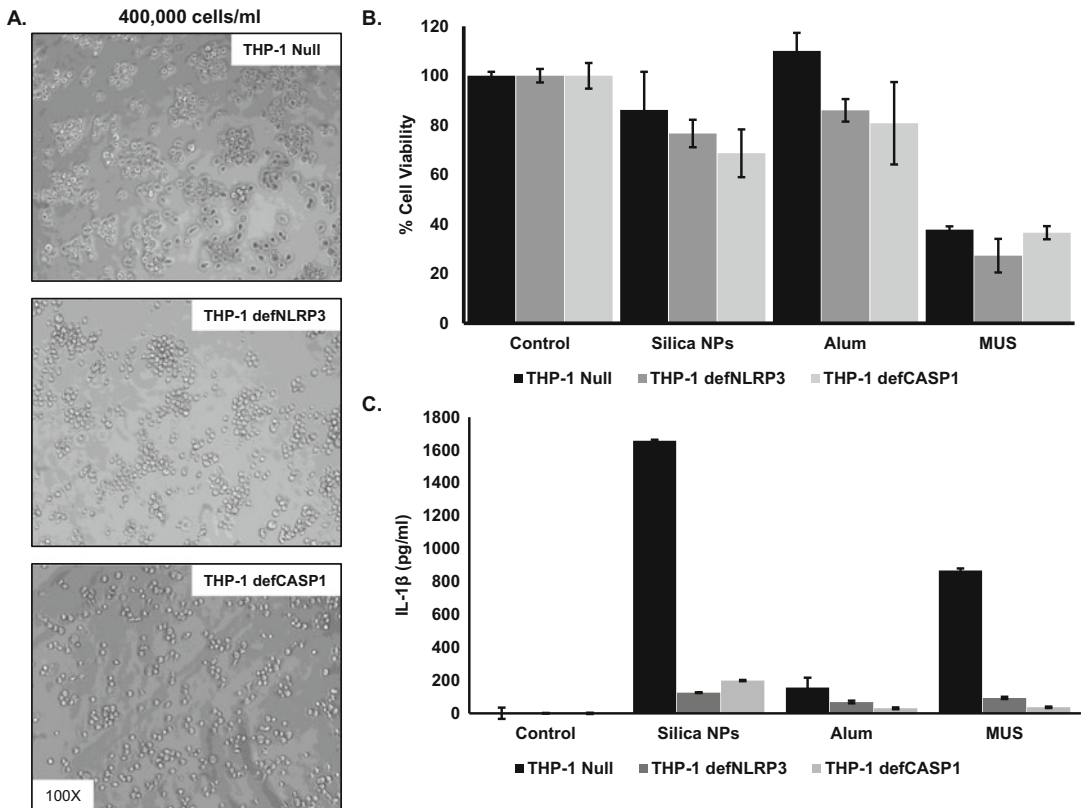 A.
400,000 cells/ml
THP-1 Null
THP-1 defNLRP3
THP-1 defCASP1
100X
B.
% Cell Viability
120
100
80
60
40
20
0
Control Silica NPs Alum MUS
THP-1 Null THP-1 defNLRP3 THP-1 defCASP1
C.
IL-1β (pg/ml)
1800
1600
1400
1200
1000
800
600
400
200
0
Control Silica NPs Alum MUS
THP-1 Null THP-1 defNLRP3 THP-1 defCASP1